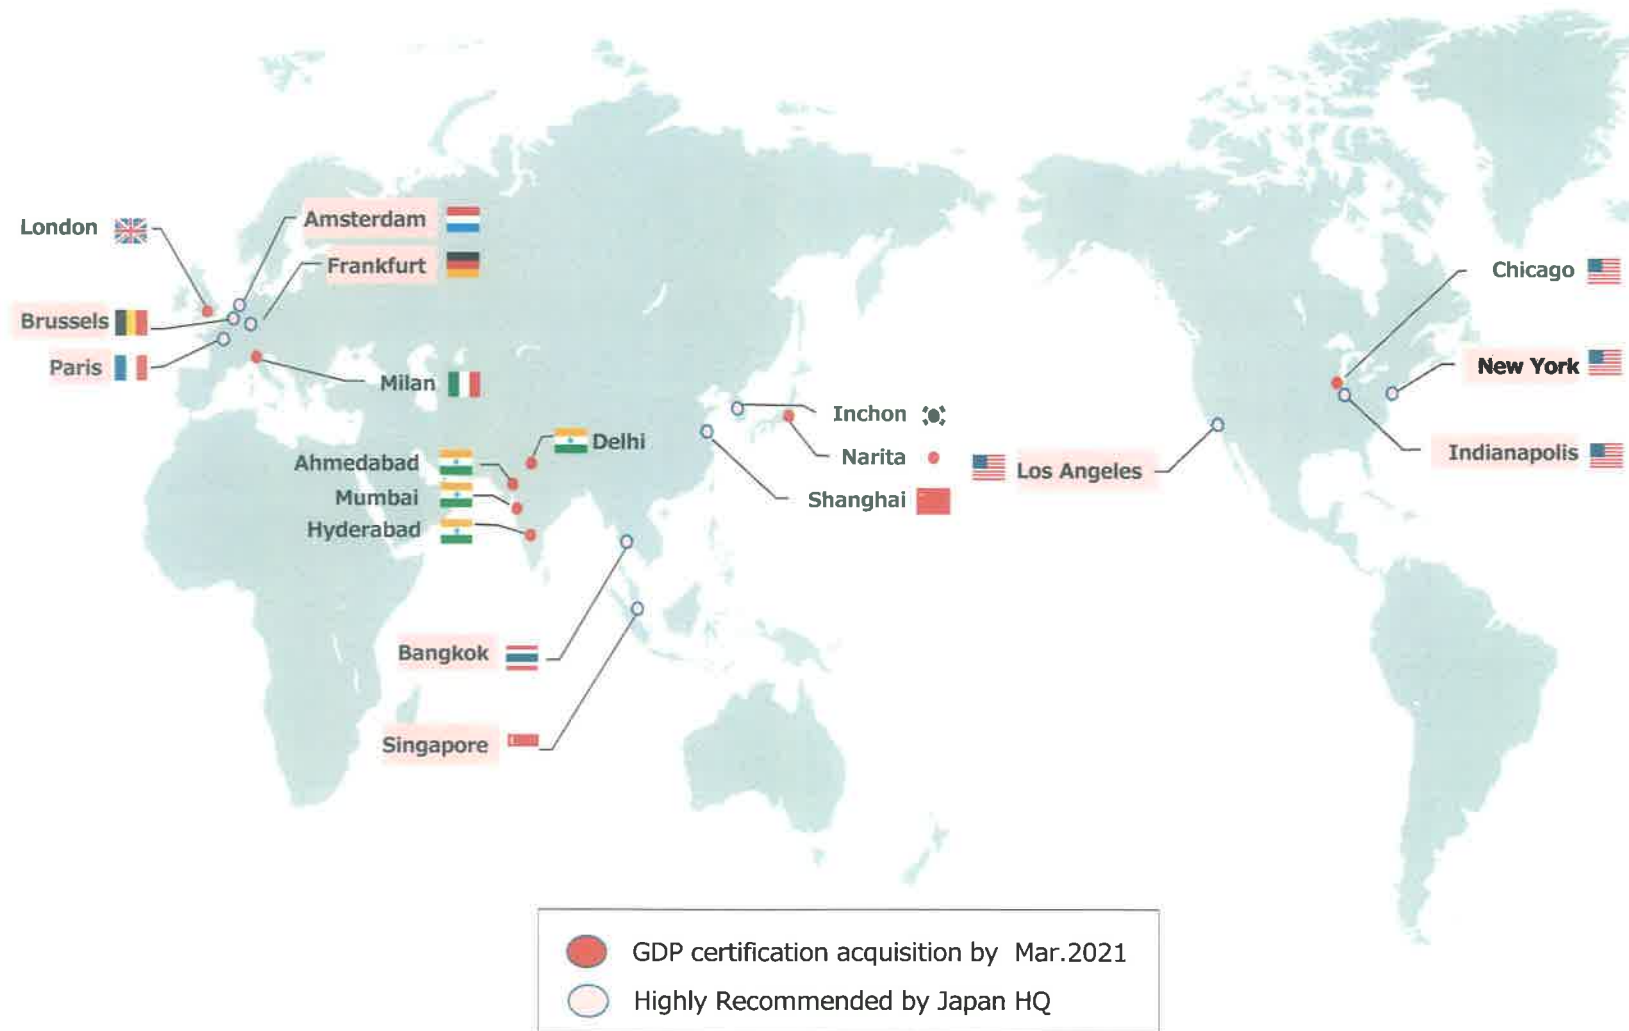 London
Amsterdam
Frankfurt
Brussels
Paris
Milan
Delhi
Ahmedabad
Mumbai
Hyderabad
Bangkok
Singapore
Inchon
Narita
Shanghai
Los Angeles
Chicago
New York
Indianapolis
GDP certification acquisition by Mar.2021
Highly Recommended by Japan HQ